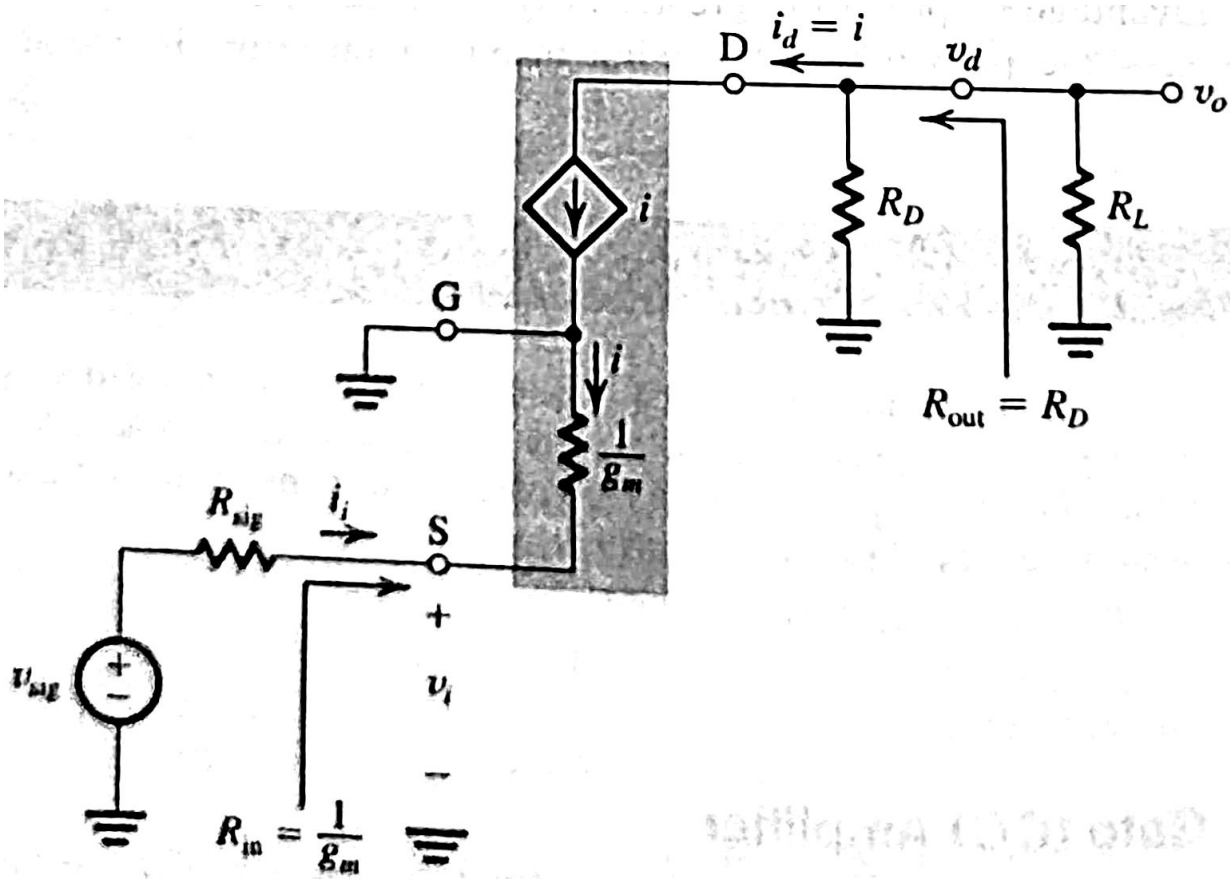 i_d = i
D
v_d
v_o
i
R_D
R_L
G
i
R_out = R_D
1/g_m
R_sig
i_i
S
+
v_sig
+
−
v_i
−
R_in = 1/g_m